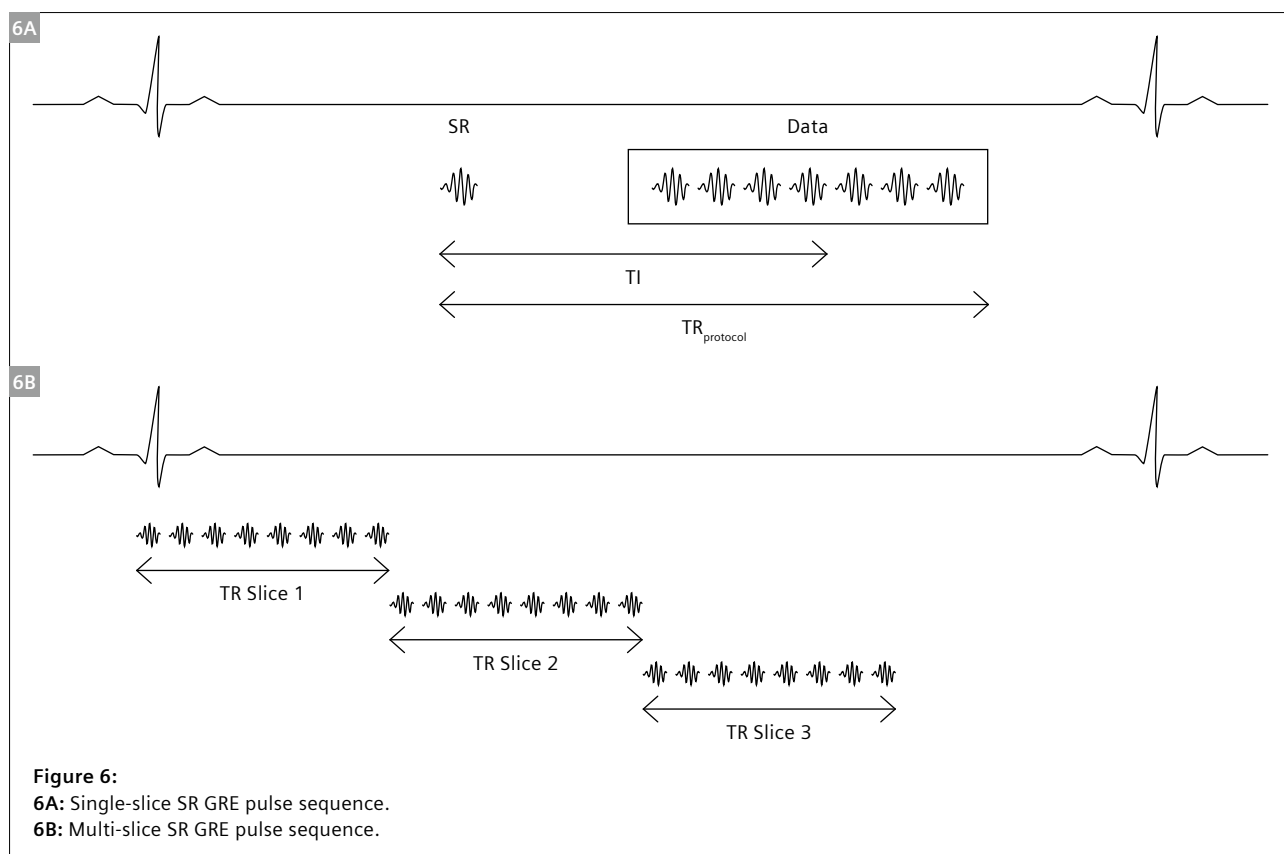 6A
SR
Data
TI
TRprotocol
6B
TR Slice 1
TR Slice 2
TR Slice 3
Figure 6:
6A: Single-slice SR GRE pulse sequence.
6B: Multi-slice SR GRE pulse sequence.